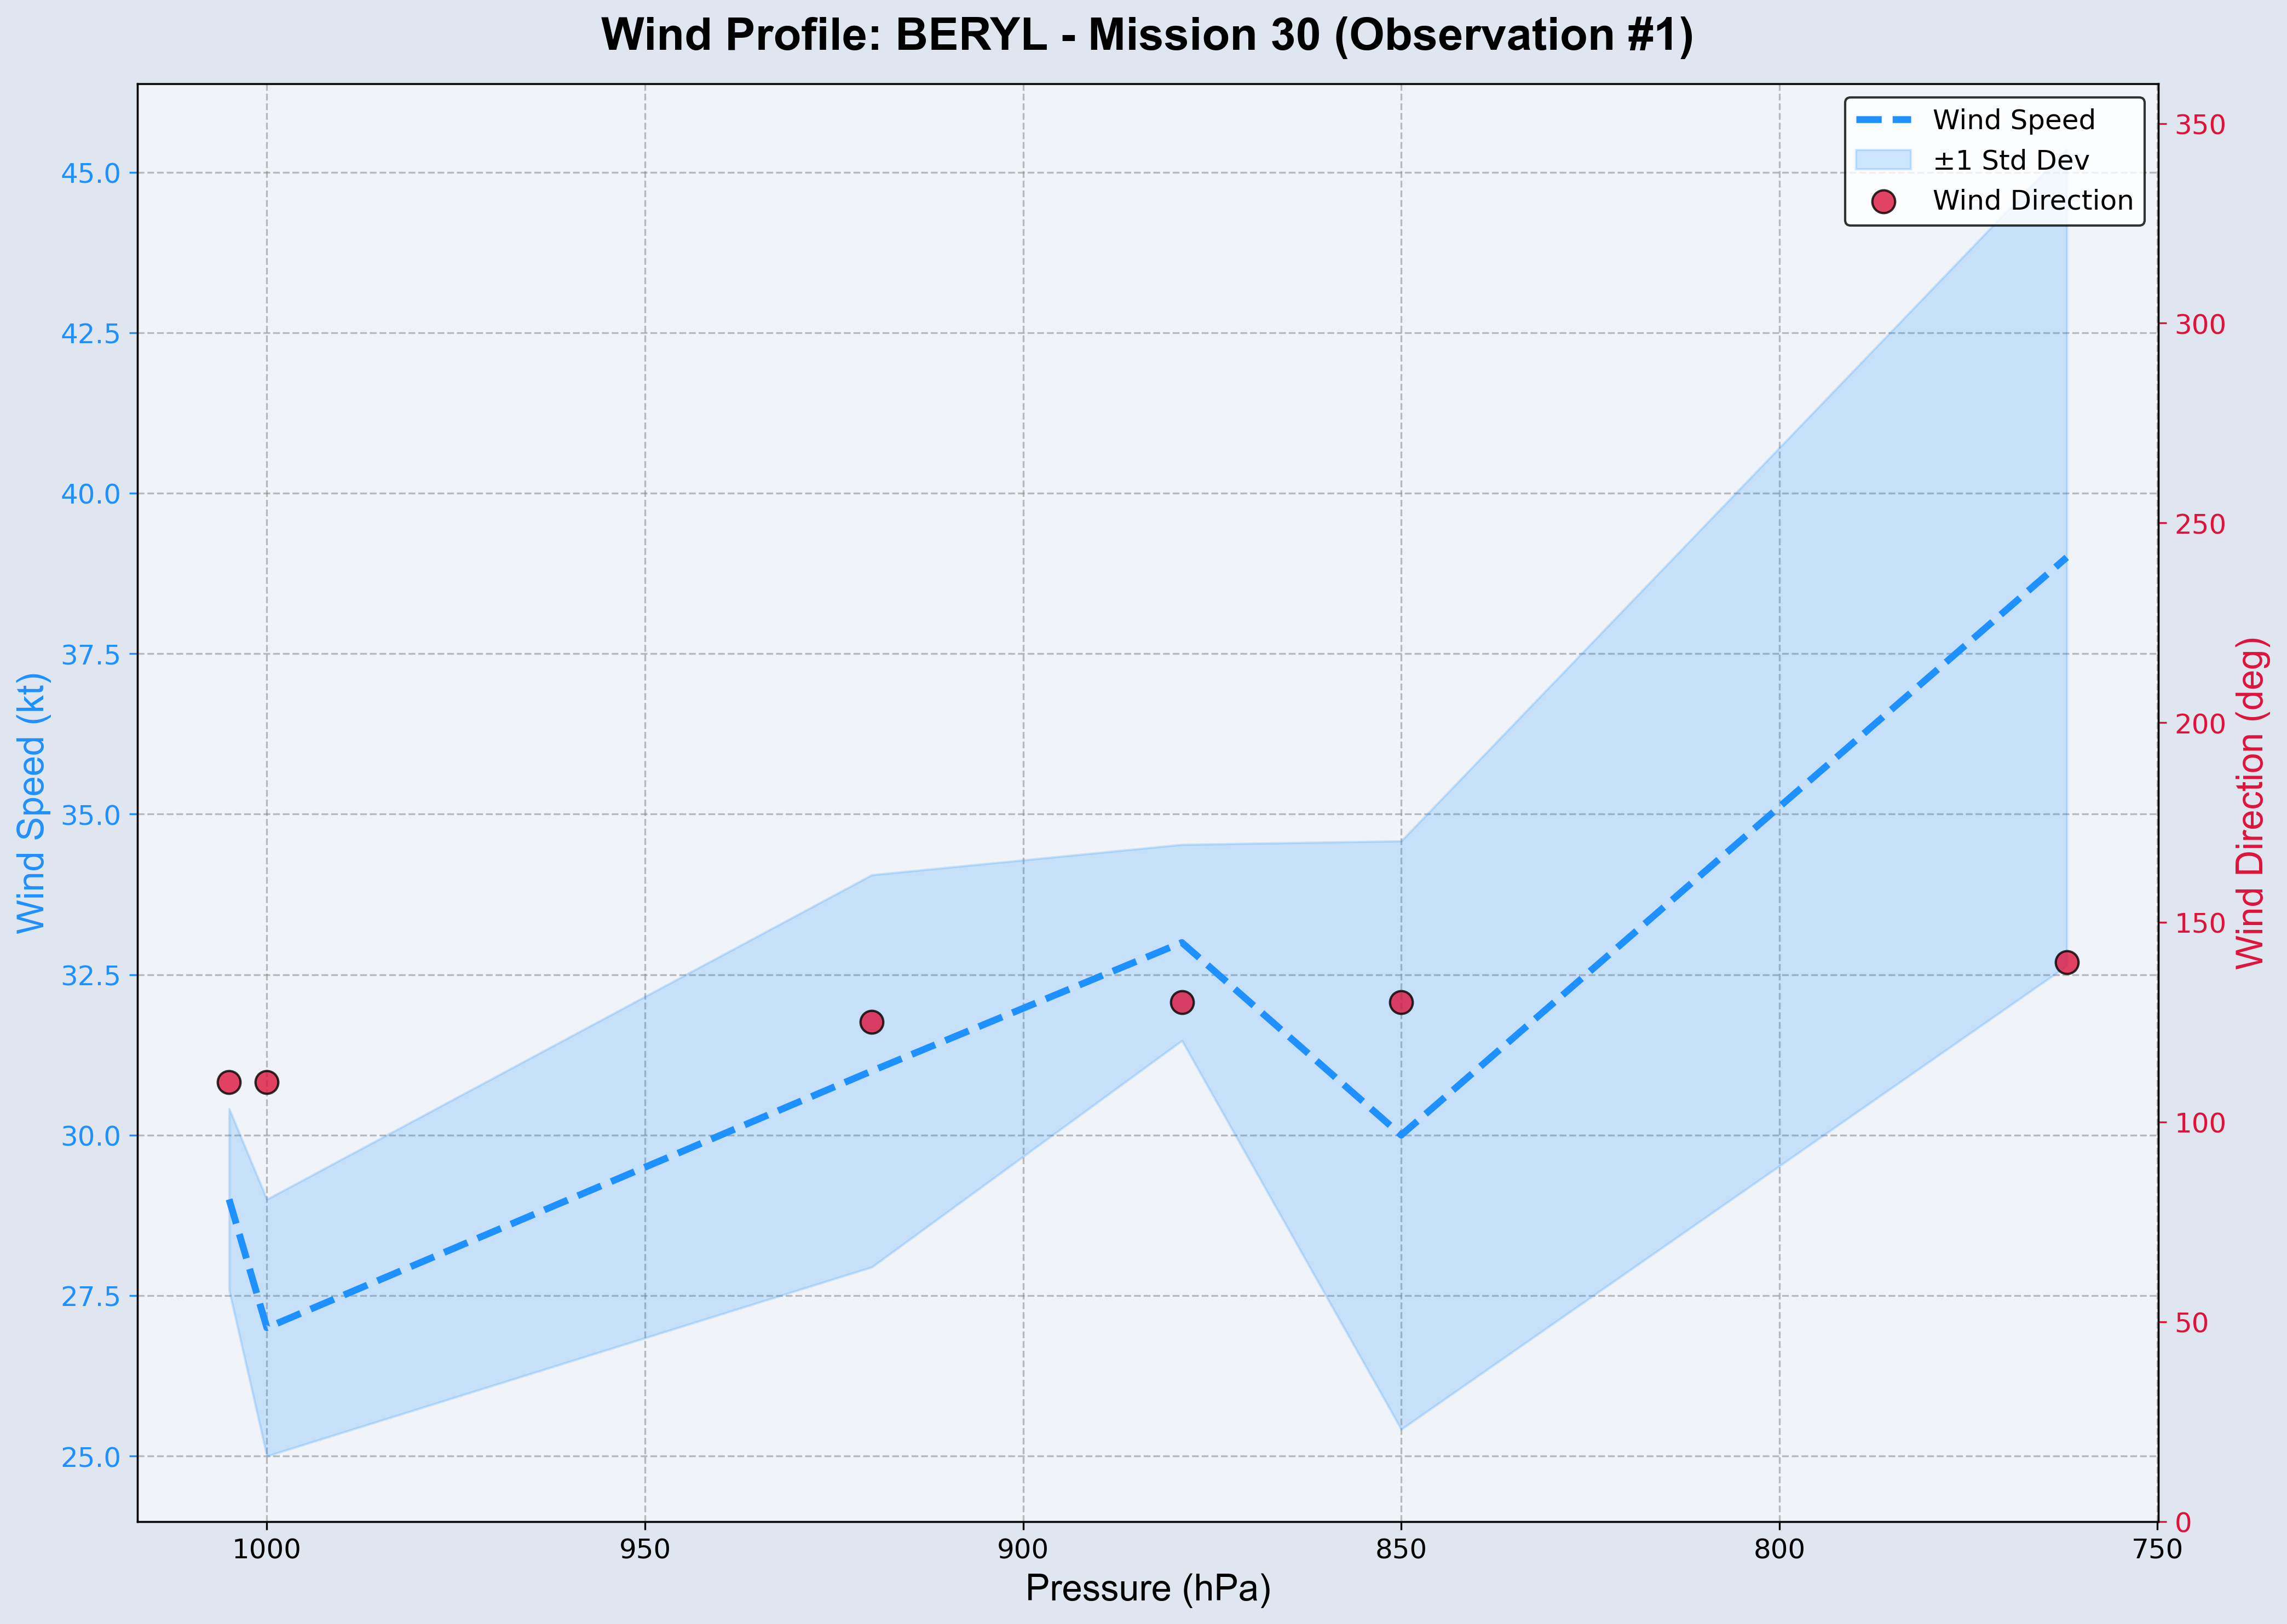 Wind Profile: BERYL - Mission 30 (Observation #1)
Wind Speed
±1 Std Dev
Wind Direction
45.0
42.5
40.0
37.5
35.0
32.5
30.0
27.5
25.0
Wind Speed (kt)
350
300
250
200
150
100
50
0
Wind Direction (deg)
1000 950 900 850 800 750
Pressure (hPa)